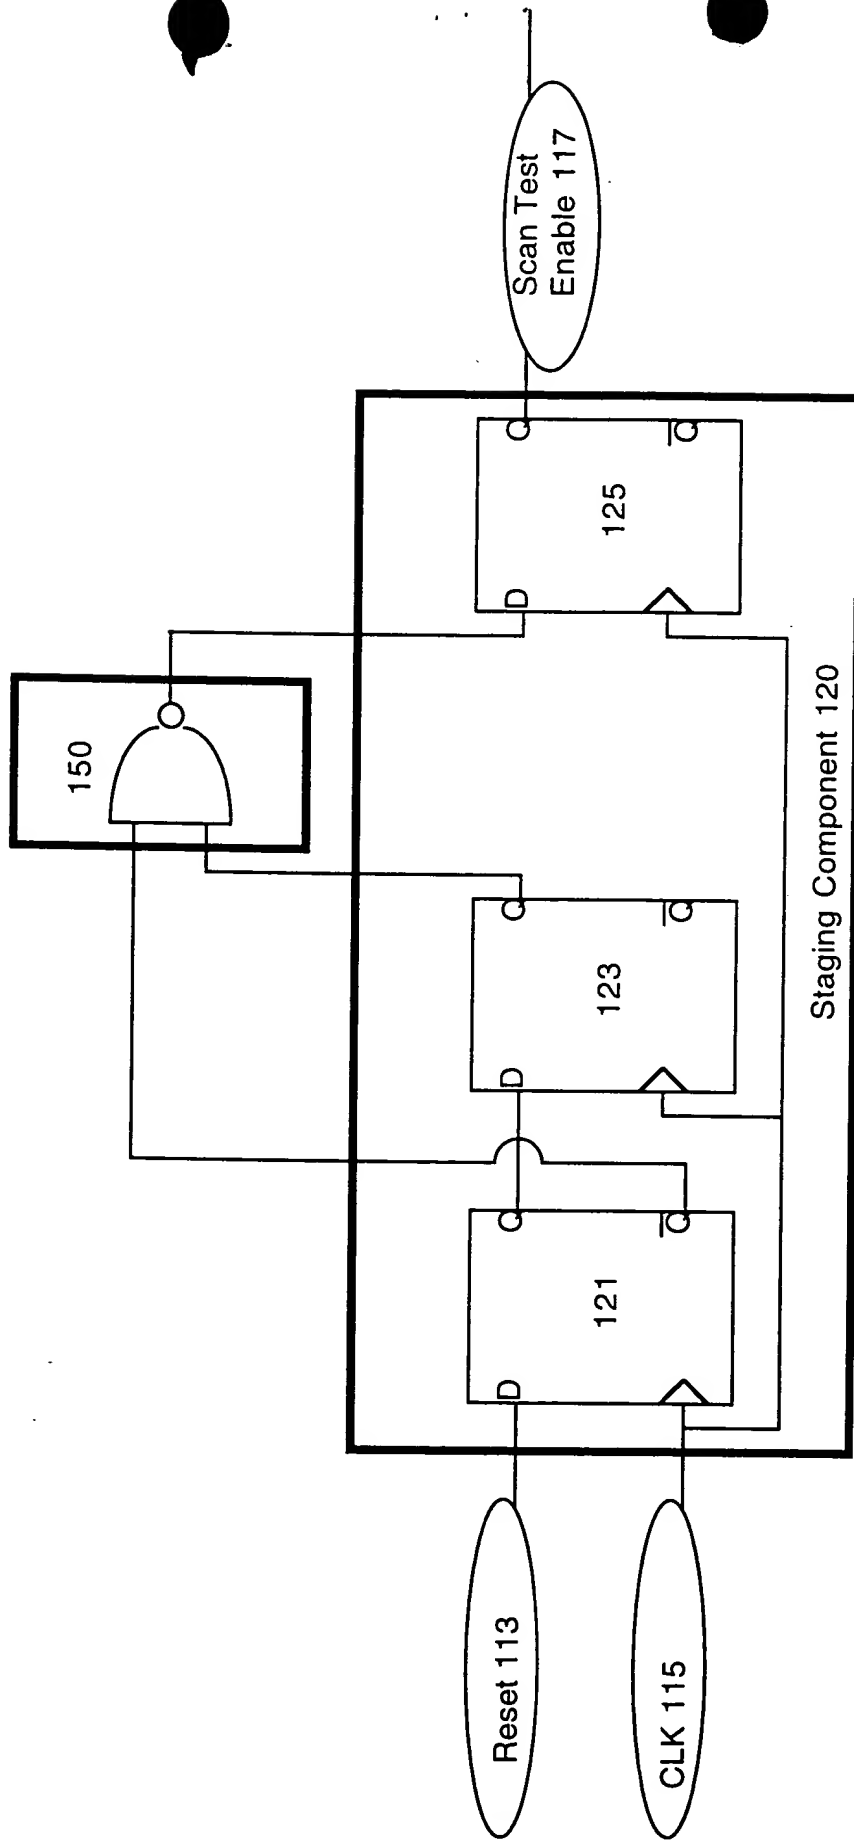 150
Reset 113
CLK 115
D
Q
Q
121
D
Q
Q
123
D
Q
Q
125
Scan Test
Enable 117
Staging Component 120